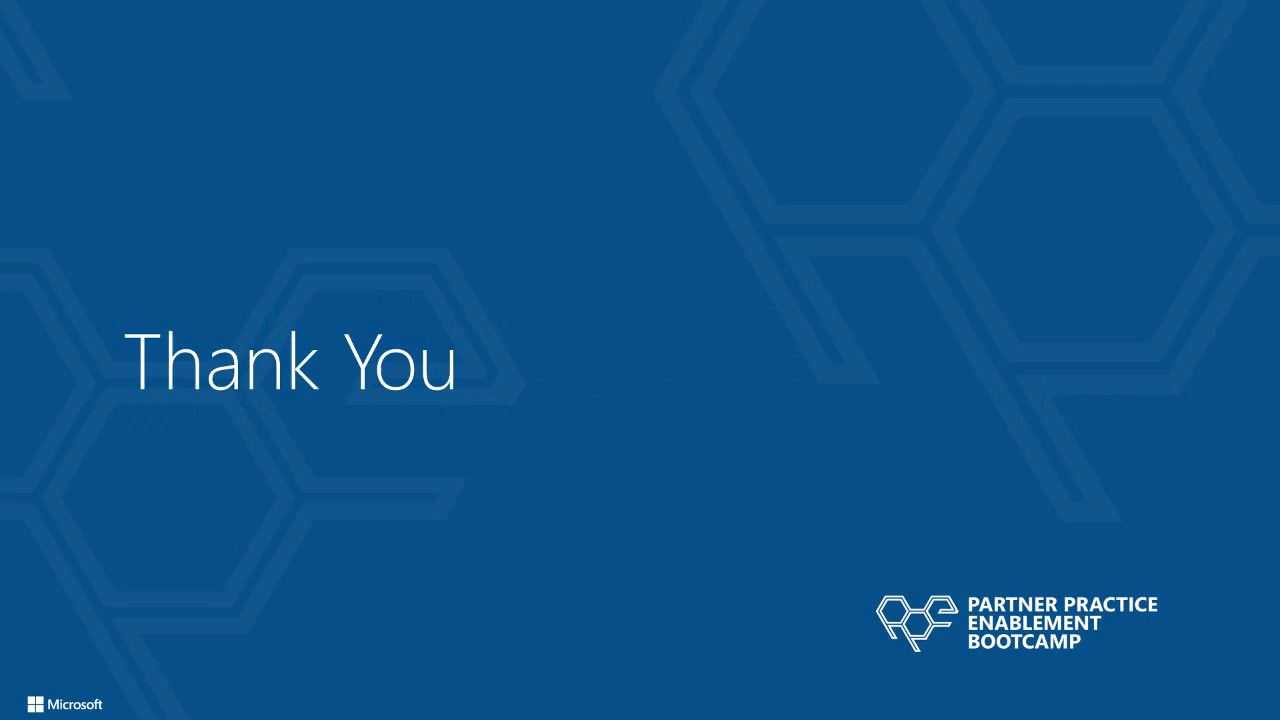 Thank You
PARTNER PRACTICE
ENABLEMENT
BOOTCAMP
Microsoft